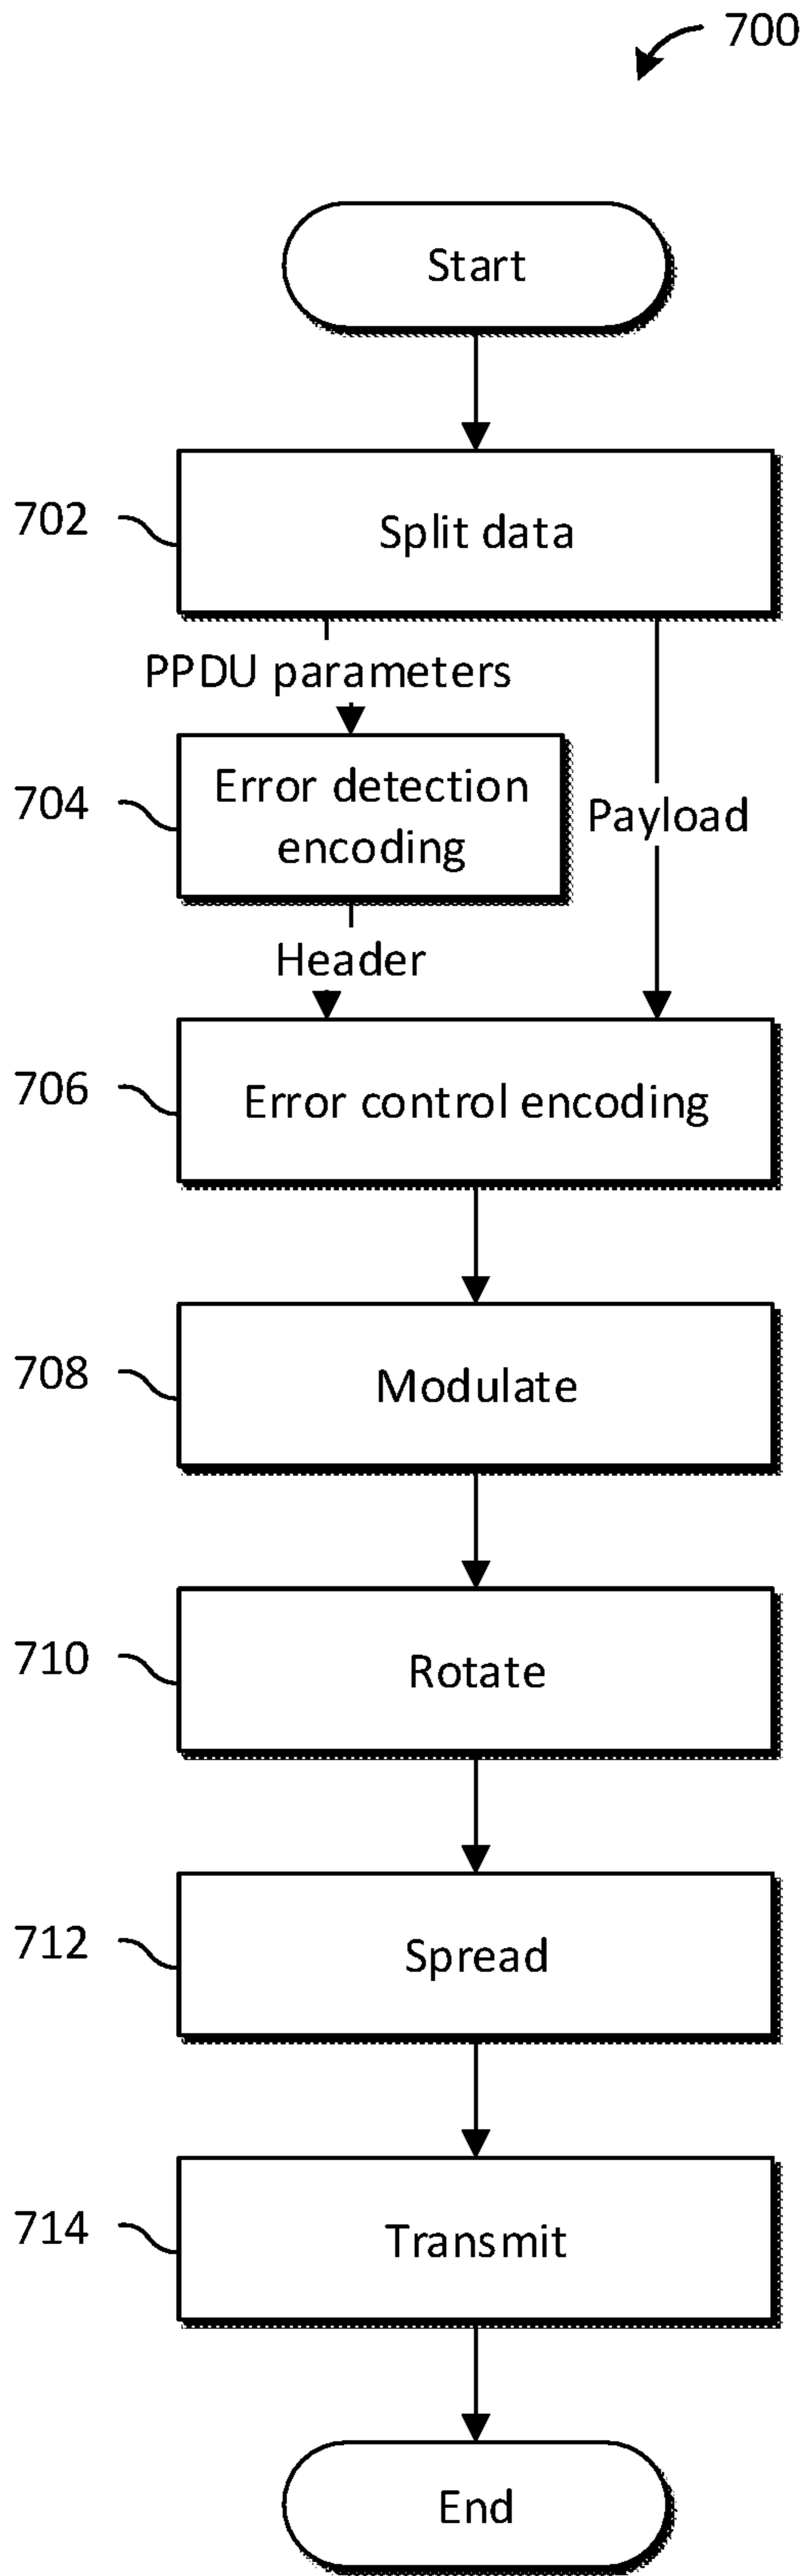 700
Start
702
Split data
PPDU parameters
704
Error detection
encoding
Payload
Header
706
Error control encoding
708
Modulate
710
Rotate
712
Spread
714
Transmit
End